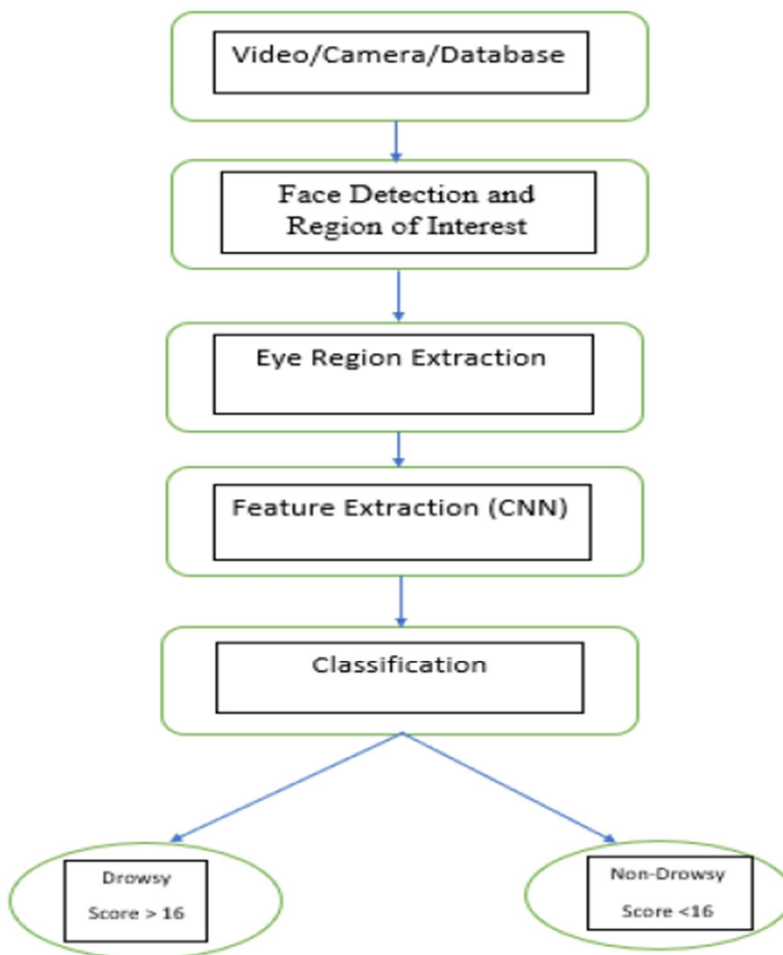 Video/Camera/Database
Face Detection and
Region of Interest
Eye Region Extraction
Feature Extraction (CNN)
Classification
Drowsy
Score > 16
Non-Drowsy
Score <16